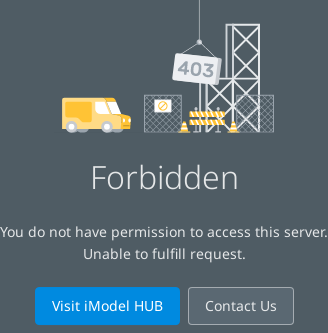 403
Forbidden
You do not have permission to access this server.
Unable to fulfill request.
Visit iModel HUB
Contact Us